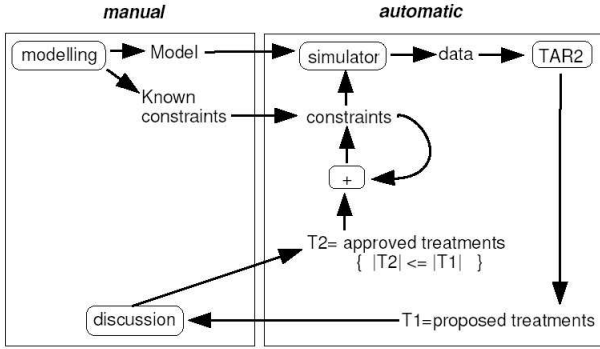 manual
automatic
modelling
Model
simulator
data
TAR2
Known
constraints
constraints
+
T2= approved treatments
{ |T2| <= |T1| }
discussion
T1=proposed treatments